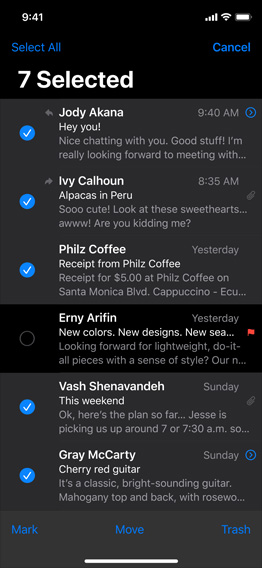 9:41
Select All
Cancel
7 Selected
Jody Akana 9:40 AM
Hey you!
Nice chatting with you. Good stuff! I'm
really looking forward to meeting with...
Ivy Calhoun 8:35 AM
Alpacas in Peru
Sooo cute! Look at these sweethearts...
awww! Are you kidding me?
Philz Coffee Yesterday
Receipt from Philz Coffee
Receipt for $5.00 at Philz Coffee on
Santa Monica Blvd. Cappuccino - Ecu...
Erny Arifin Yesterday
New colors. New designs. New sea...
Looking forward for lightweight, do-it-
all pieces with a sense of style? Our n...
Vash Shenavandeh Sunday
This weekend
Ok, here's the plan so far... Jesse is
picking us up around 7 or 7:30 a.m. so...
Gray McCarty Sunday
Cherry red guitar
It's a classic, bright-sounding guitar.
Mahogany top and back, with rosewo...
Mark
Move
Trash